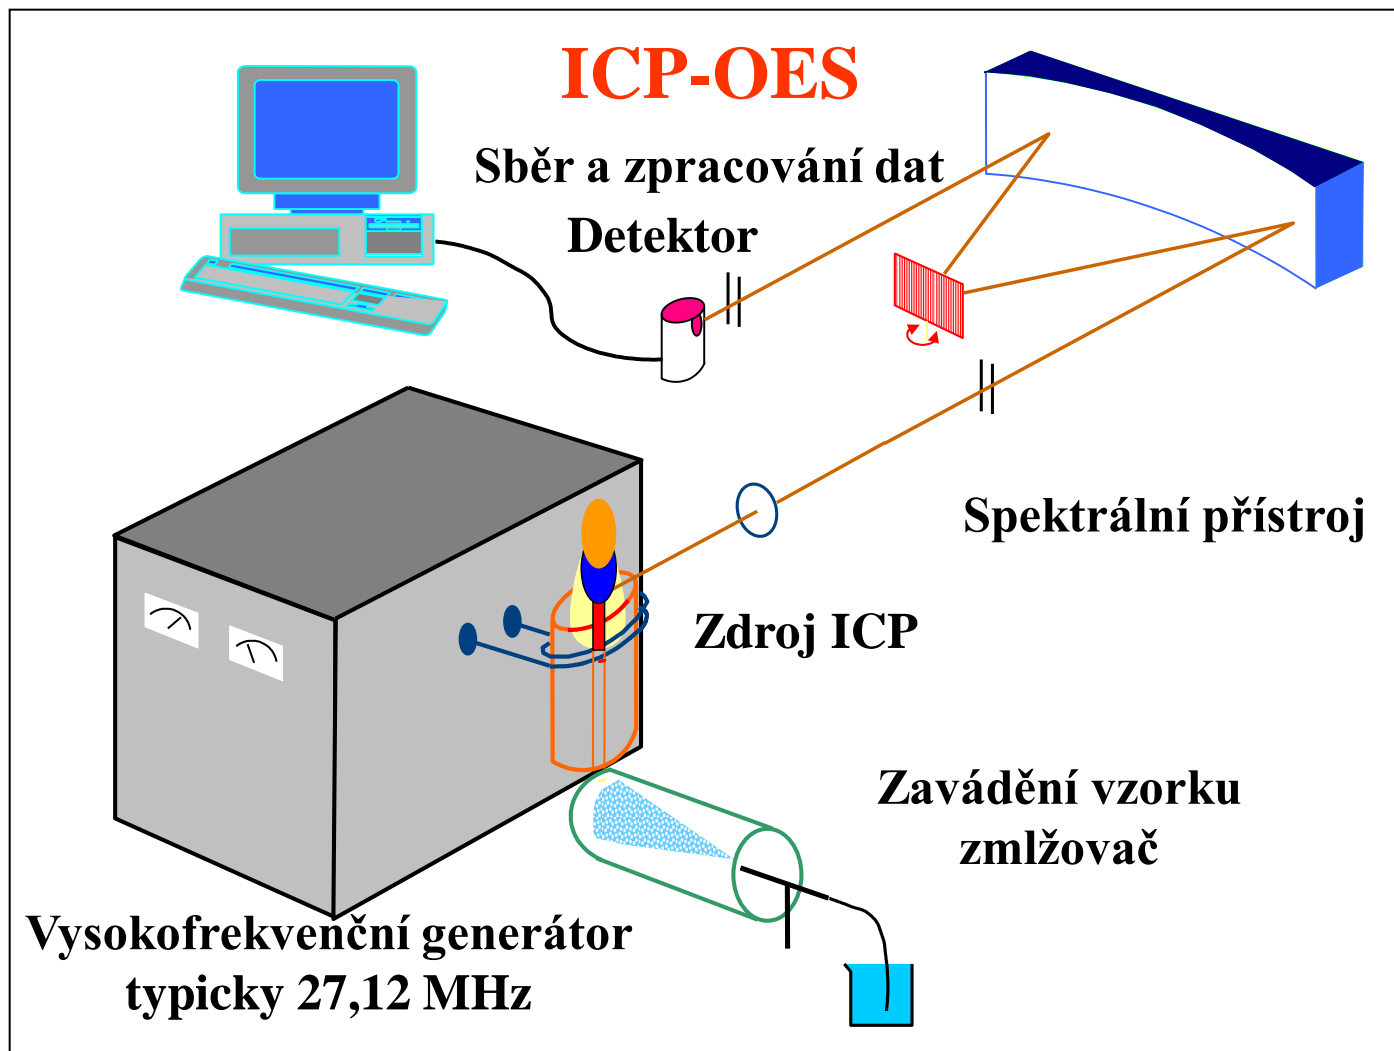 ICP-OES
Sběr a zpracování dat
Detektor
Spektrální přístroj
Zdroj ICP
Zavádění vzorku
zmlžovač
Vysokofrekvenční generátor
typicky 27,12 MHz